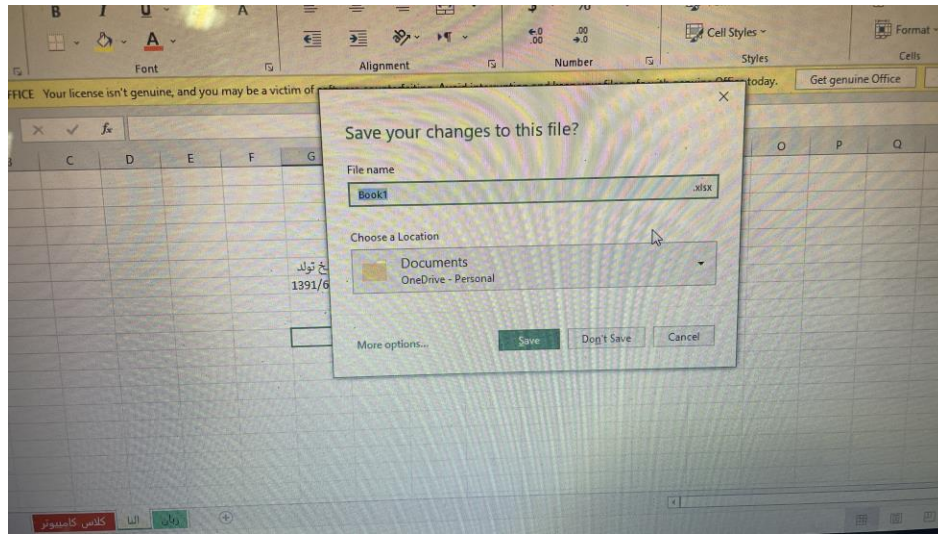 B I U A
Cell Styles
Format
Font
Alignment
Number
Styles
Cells
Your license isn't genuine, and you may be a victim of
today.
Get genuine Office
fx
C D E F G O P Q
Save your changes to this file?
File name
Book1
.xlsx
Choose a Location
Documents
OneDrive - Personal
تولد
1391/6
More options...
Save
Don't Save
Cancel
کلاس کامپیوتر